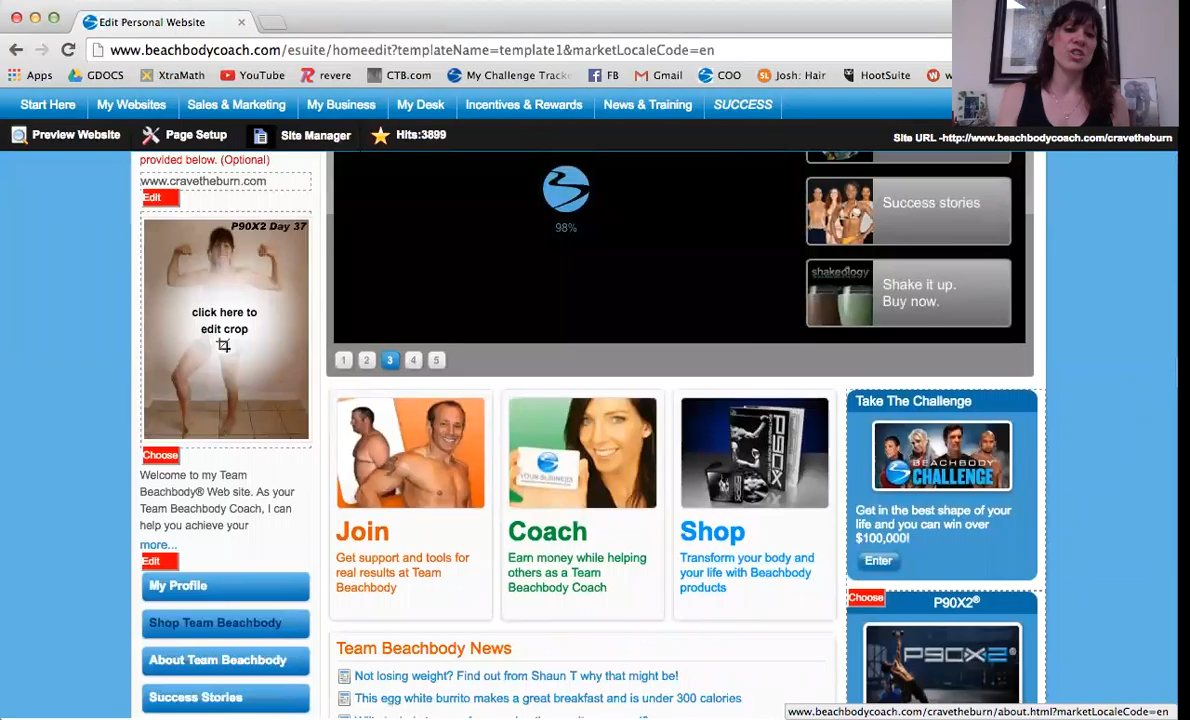 Edit Personal Website
www.beachbodycoach.com/esuite/homeedit?templateName=template1&marketLocaleCode=en
Apps GDOCS XtraMath YouTube revere CTB.com My Challenge Tracke FB Gmail COO Josh: Hair HootSuite w
Start Here My Websites Sales & Marketing My Business My Desk Incentives & Rewards News & Training SUCCESS
Preview Website Page Setup Site Manager Hits:3899 Site URL -http://www.beachbodycoach.com/cravetheburn
provided below. (Optional)
www.cravetheburn.com
Edit
P90X2 Day 37
click here to
edit crop
Choose
Welcome to my Team
Beachbody® Web site. As your
Team Beachbody Coach, I can
help you achieve your
more...
Edit
My Profile
Shop Team Beachbody
About Team Beachbody
Success Stories
98%
Success stories
shakeology
Shake it up.
Buy now.
1 2 3 4 5
Join
Get support and tools for
real results at Team
Beachbody
YOUR BUSINESS
Coach
Earn money while helping
others as a Team
Beachbody Coach
P90X
Shop
Transform your body and
your life with Beachbody
products
Team Beachbody News
Not losing weight? Find out from Shaun T why that might be!
This egg white burrito makes a great breakfast and is under 300 calories
Take The Challenge
BEACHBODY
CHALLENGE
Get in the best shape of your
life and you can win over
$100,000!
Enter
Choose
P90X2®
P90X2
www.beachbodycoach.com/cravetheburn/about.html?marketLocaleCode=en